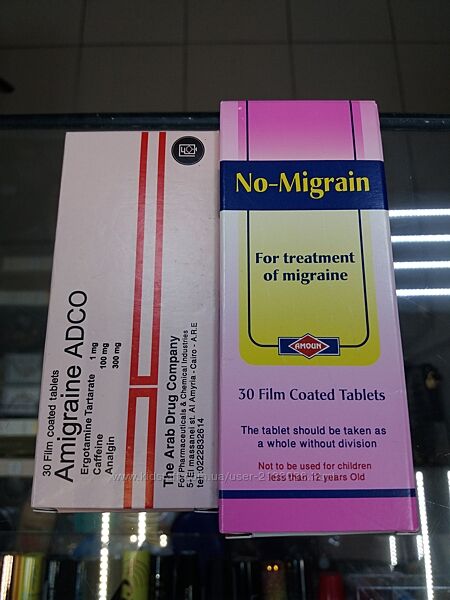 30 Film coated tablets
Amigraine ADCO
Ergotamine Tartarate 1 mg
Caffeine 100 mg
Analgin 300 mg
The Arab Drug Company
For Pharmaceuticals & Chemical Industries
5- El massanei st. Al Amyria - Cairo - A.R.E
tel: 0222832614
No-Migrain
For treatment
of migraine
AMOUN
30 Film Coated Tablets
The tablet should be taken as
a whole without division
Not to be used for children
less than 12 years Old